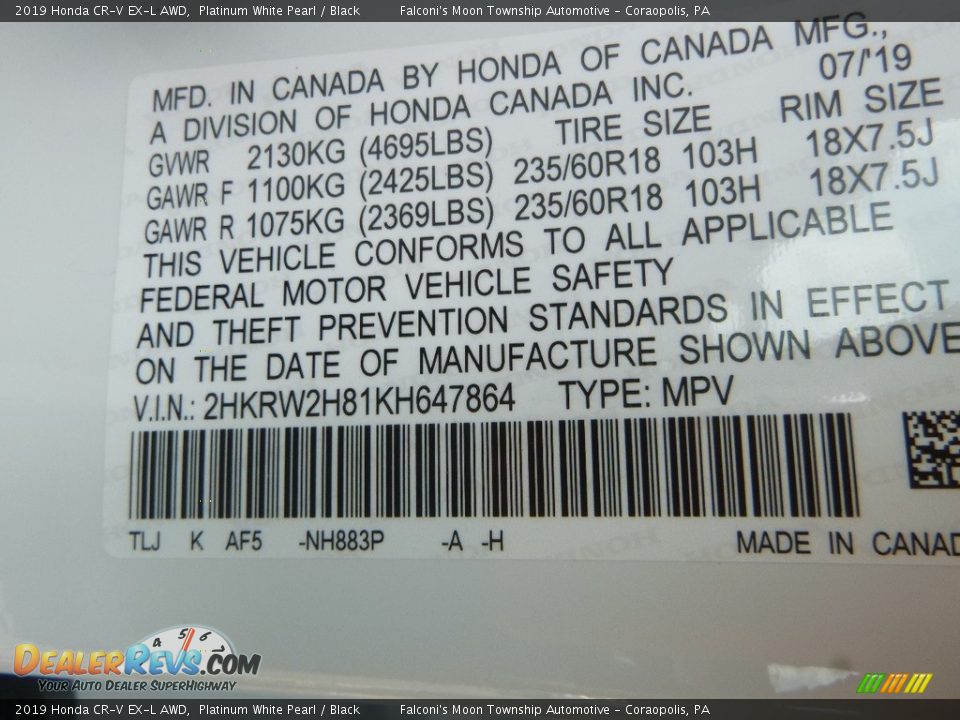 2019 Honda CR-V EX-L AWD, Platinum White Pearl / Black Falconi's Moon Township Automotive - Coraopolis, PA
MFD. IN CANADA BY HONDA OF CANADA MFG.,
A DIVISION OF HONDA CANADA INC. 07/'19
GVWR 2130KG (4695LBS) TIRE SIZE RIM SIZE
GAWR F 1100KG (2425LBS) 235/60R18 103H 18X7.5J
GAWR R 1075KG (2369LBS) 235/60R18 103H 18X7.5J
THIS VEHICLE CONFORMS TO ALL APPLICABLE
FEDERAL MOTOR VEHICLE SAFETY
AND THEFT PREVENTION STANDARDS IN EFFECT
ON THE DATE OF MANUFACTURE SHOWN ABOVE
V.I.N.: 2HKRW2H81KH647864 TYPE: MPV
TLJ K AF5 -NH883P -A -H MADE IN CANAD
4 5 6
DEALERREVS.COM
YOUR AUTO DEALER SUPERHIGHWAY
2019 Honda CR-V EX-L AWD, Platinum White Pearl / Black Falconi's Moon Township Automotive - Coraopolis, PA